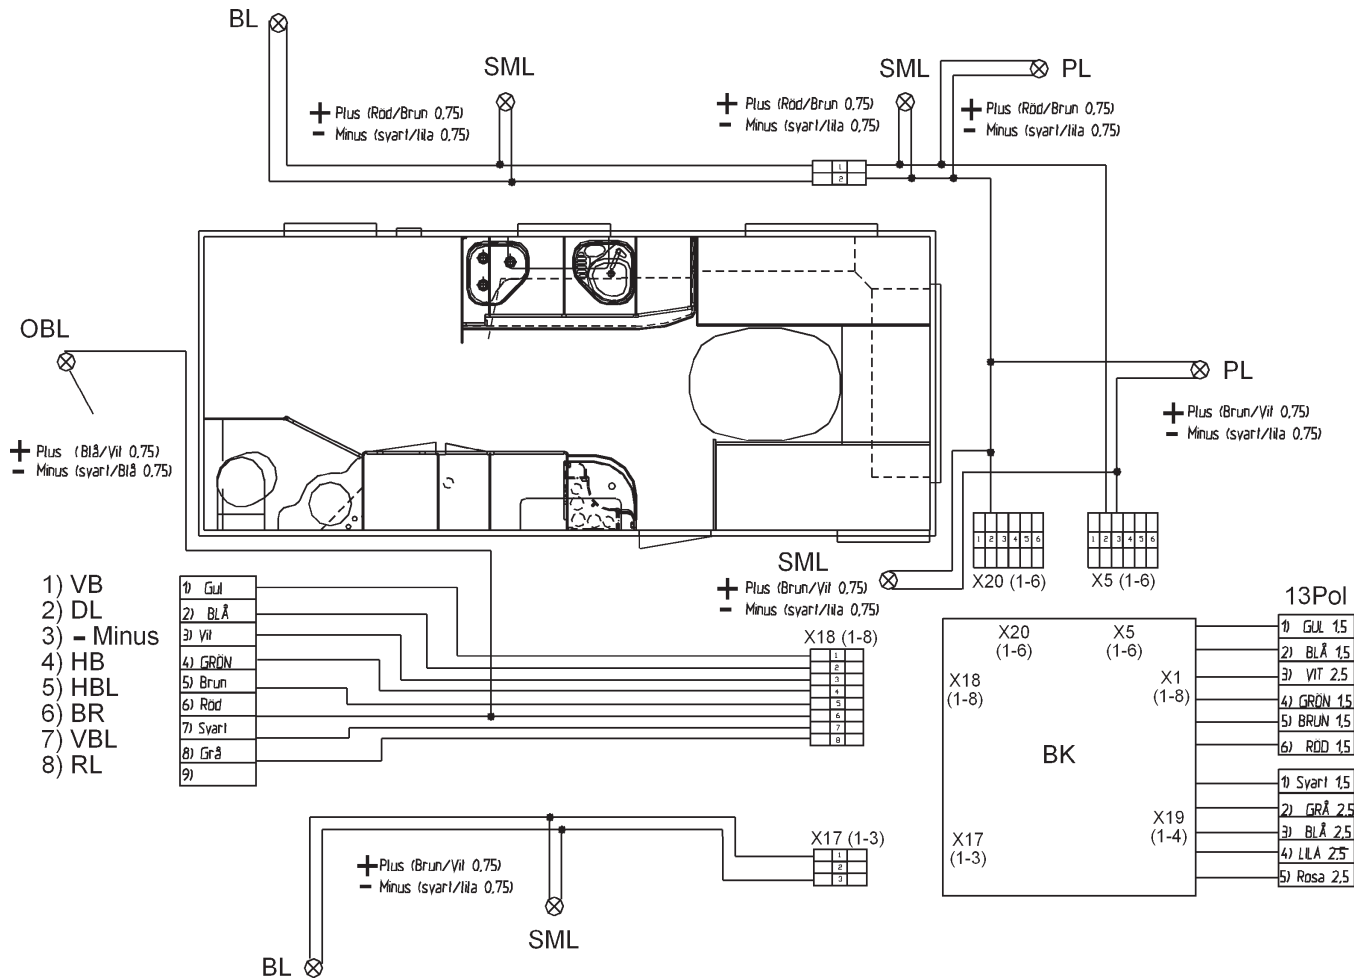 BL
SML
SML
PL
+ Plus (Röd/Brun 0,75)
- Minus (svart/lila 0,75)
+ Plus (Röd/Brun 0,75)
- Minus (svart/lila 0,75)
+ Plus (Röd/Brun 0,75)
- Minus (svart/lila 0,75)
1
2
OBL
+ Plus (Blå/Vit 0,75)
- Minus (svart/Blå 0,75)
PL
+ Plus (Brun/Vit 0,75)
- Minus (svart/lila 0,75)
1 2 3 4 5 6
X20 (1-6)
1 2 3 4 5 6
X5 (1-6)
SML
+ Plus (Brun/Vit 0,75)
- Minus (svart/lila 0,75)
1) VB
2) DL
3) - Minus
4) HB
5) HBL
6) BR
7) VBL
8) RL
1) Gul
2) BLÅ
3) Vit
4) GRÖN
5) Brun
6) Röd
7) Svart
8) Grå
9)
X18 (1-8)
1
2
3
4
5
6
7
8
X17 (1-3)
1
2
3
+ Plus (Brun/Vit 0,75)
- Minus (svart/lila 0,75)
SML
BL
X20
(1-6)
X5
(1-6)
X18
(1-8)
X1
(1-8)
BK
X17
(1-3)
X19
(1-4)
13Pol
1) GUL 1,5
2) BLÅ 1,5
3) VIT 2,5
4) GRÖN 1,5
5) BRUN 1,5
6) RÖD 1,5
1) Svart 1,5
2) GRÅ 2,5
3) BLÅ 2,5
4) LILA 2.5
5) Rosa 2,5